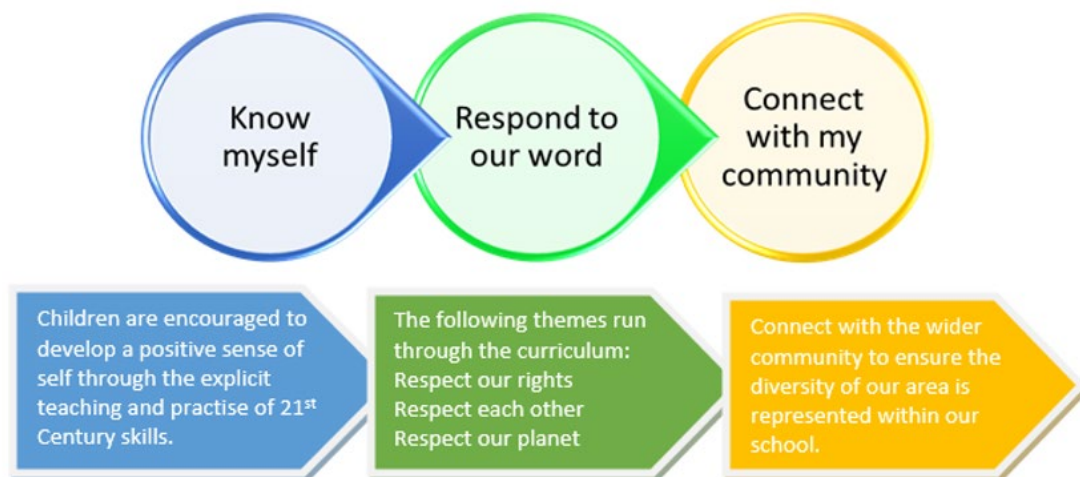 Know
myself
Respond to
our word
Connect
with my
community
Children are encouraged to
develop a positive sense of
self through the explicit
teaching and practise of 21st
Century skills.
The following themes run
through the curriculum:
Respect our rights
Respect each other
Respect our planet
Connect with the wider
community to ensure the
diversity of our area is
represented within our
school.